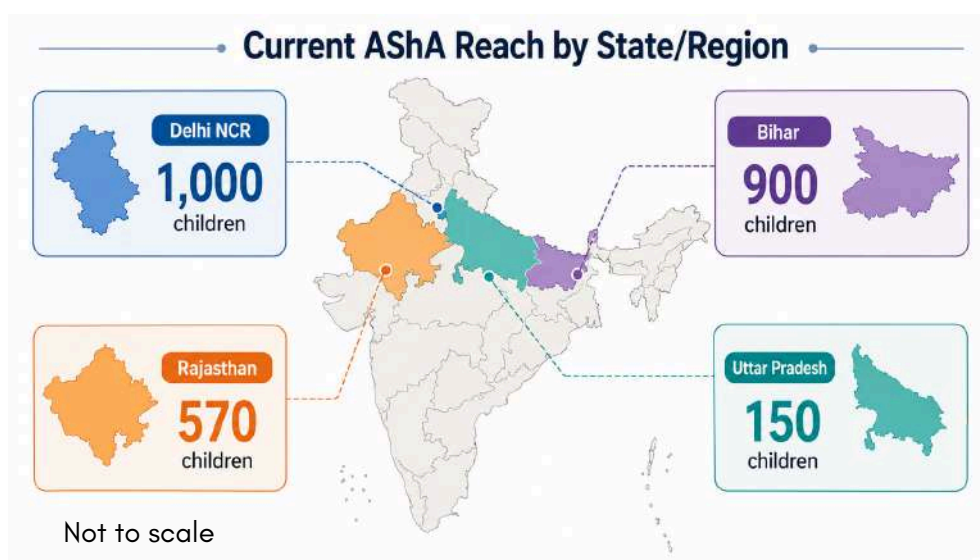 Current AShA Reach by State/Region
Delhi NCR
1,000
children
Bihar
900
children
Rajasthan
570
children
Uttar Pradesh
150
children
Not to scale